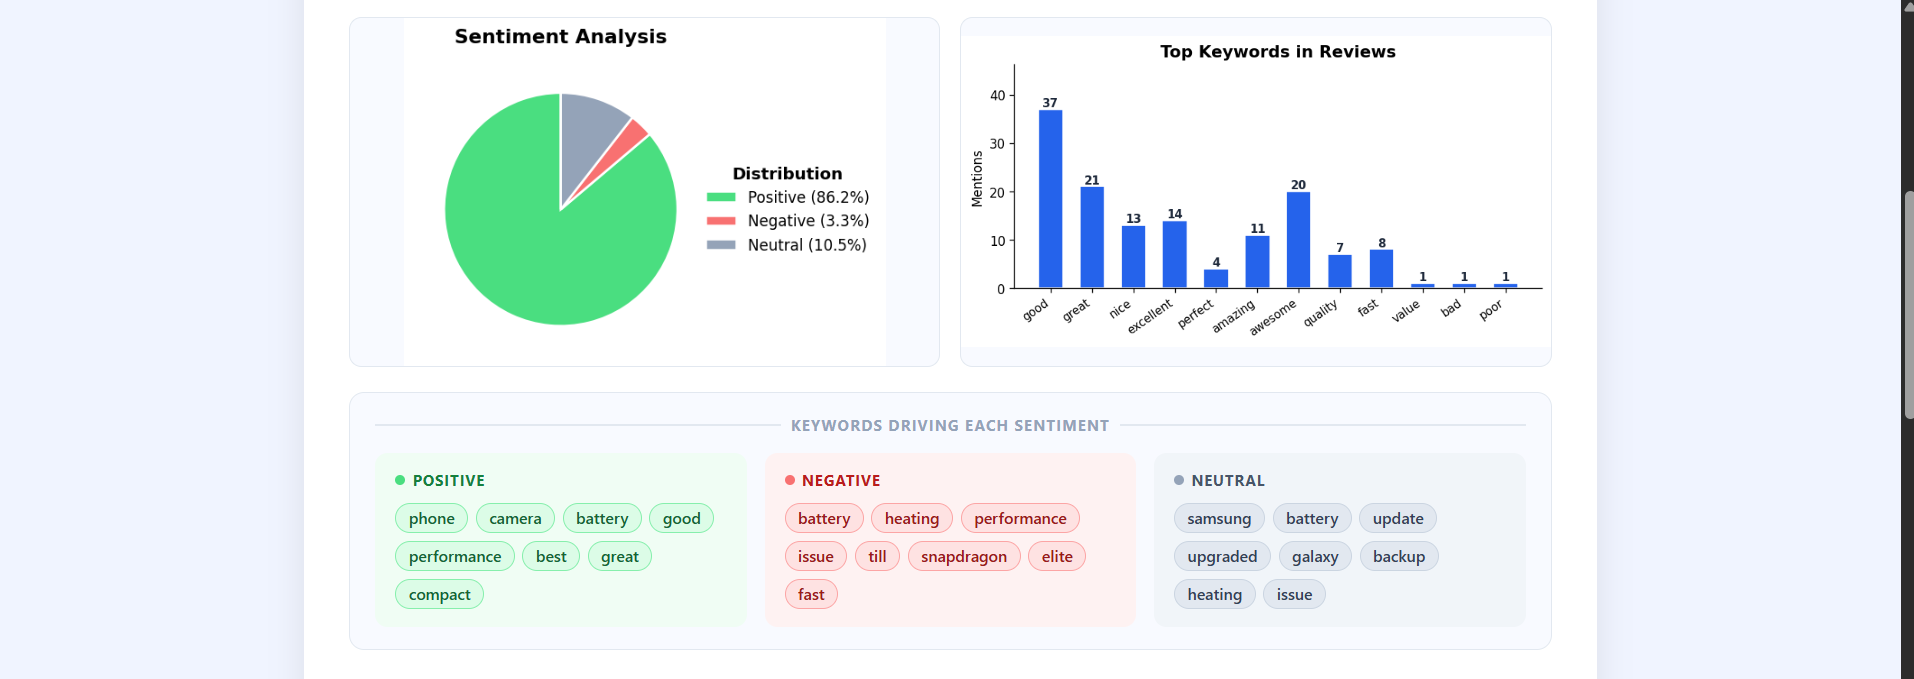 Sentiment Analysis
Distribution
Positive (86.2%)
Negative (3.3%)
Neutral (10.5%)
Top Keywords in Reviews
Mentions
40
30
20
10
0
37
21
13
14
4
11
20
7
8
1
1
1
good
great
nice
excellent
perfect
amazing
awesome
quality
fast
value
bad
poor
KEYWORDS DRIVING EACH SENTIMENT
POSITIVE
phone camera battery good
performance best great
compact
NEGATIVE
battery heating performance
issue till snapdragon elite
fast
NEUTRAL
samsung battery update
upgraded galaxy backup
heating issue